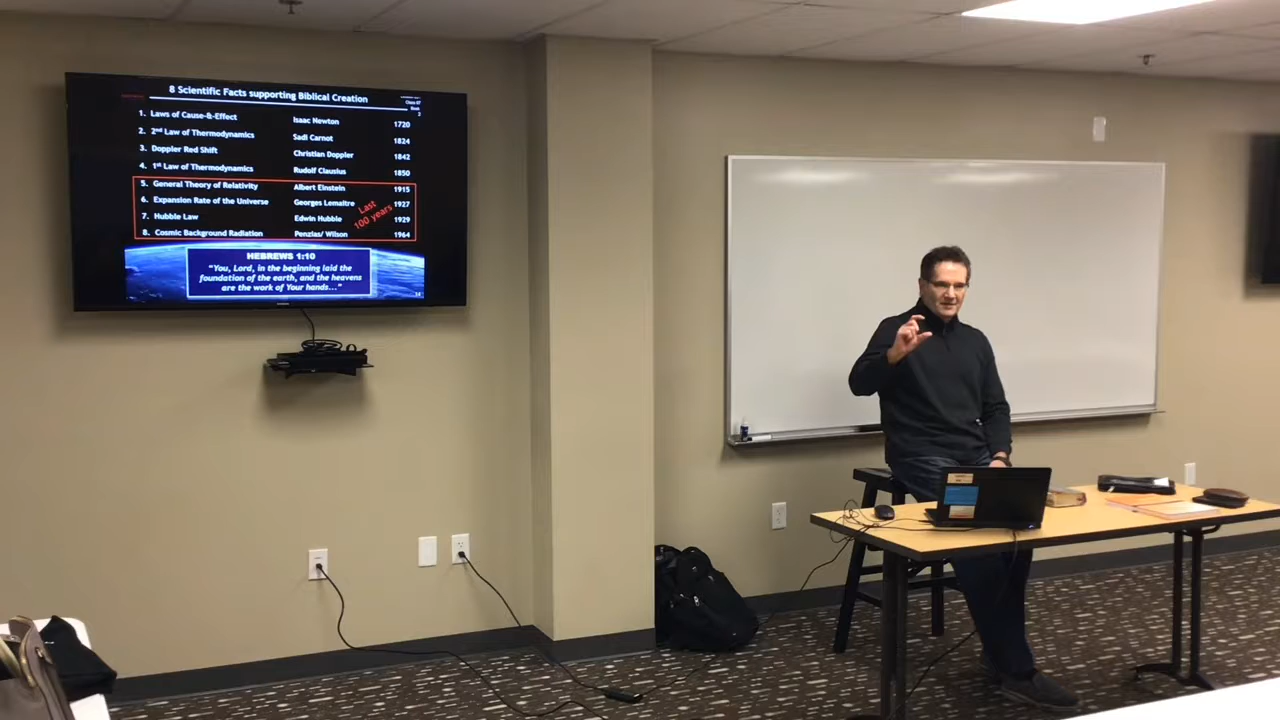 8 Scientific Facts supporting Biblical Creation
Class 07
Week
2
1. Laws of Cause-&-Effect Isaac Newton 1720
2. 2nd Law of Thermodynamics Sadi Carnot 1824
3. Doppler Red Shift Christian Doppler 1842
4. 1st Law of Thermodynamics Rudolf Clausius 1850
5. General Theory of Relativity Albert Einstein 1915
6. Expansion Rate of the Universe Georges Lemaitre 1927
7. Hubble Law Edwin Hubble 1929
8. Cosmic Background Radiation Penzias/ Wilson 1964
Last
100 years
HEBREWS 1:10
"You, Lord, in the beginning laid the
foundation of the earth, and the heavens
are the work of Your hands..."